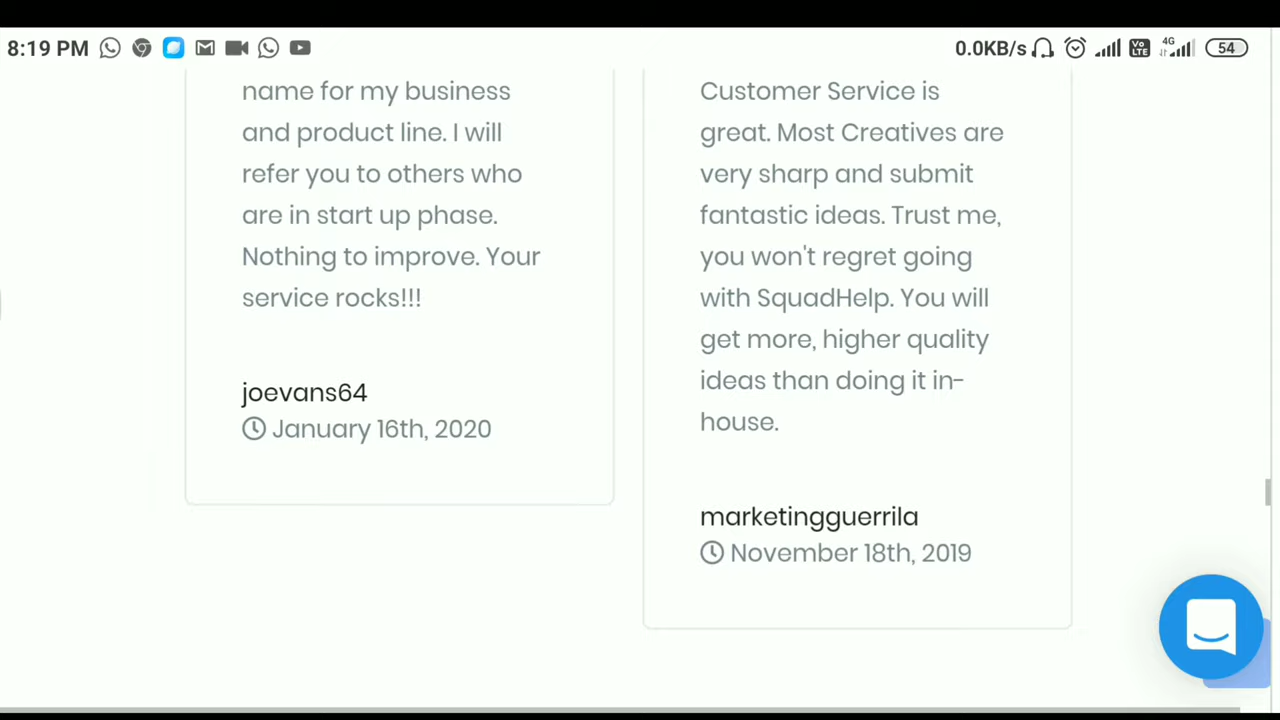 8:19 PM
0.0KB/s
Vo LTE
4G
54
name for my business
and product line. I will
refer you to others who
are in start up phase.
Nothing to improve. Your
service rocks!!!
joevans64
January 16th, 2020
Customer Service is
great. Most Creatives are
very sharp and submit
fantastic ideas. Trust me,
you won't regret going
with SquadHelp. You will
get more, higher quality
ideas than doing it in-
house.
marketingguerrila
November 18th, 2019